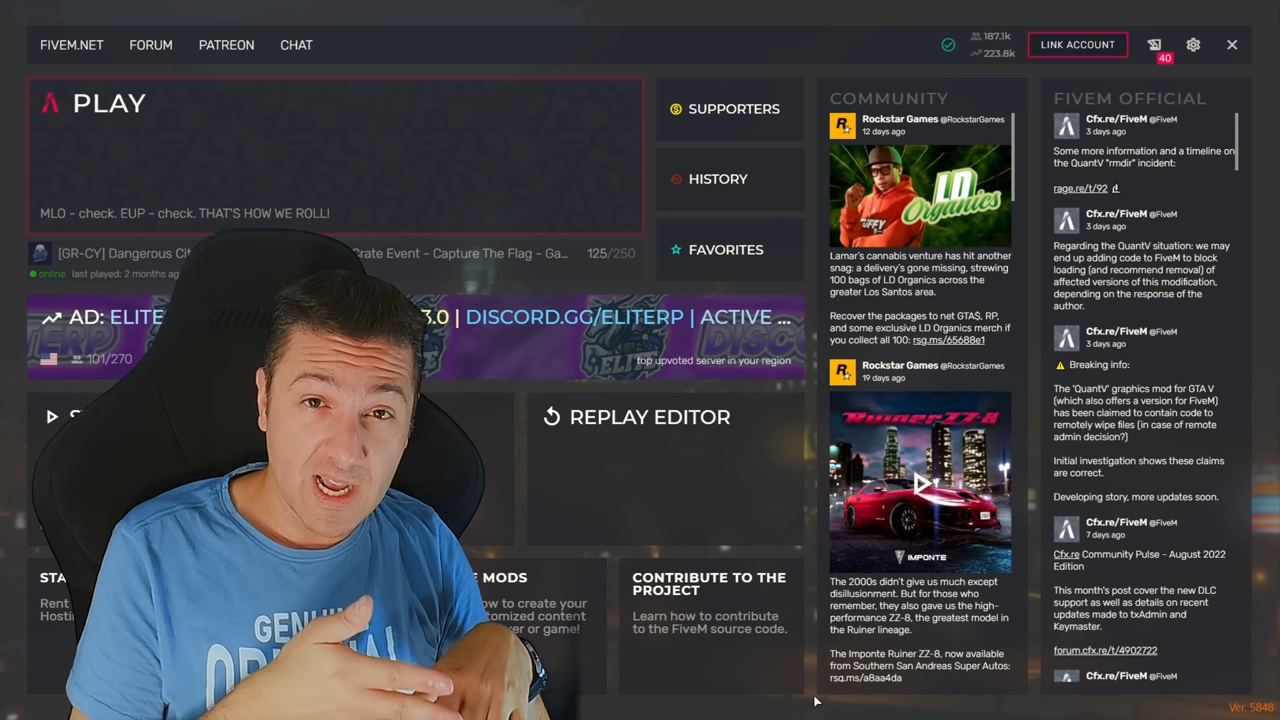 FIVEM.NET FORUM PATREON CHAT
187.1k
223.8k
LINK ACCOUNT
40
PLAY
MLO - check. EUP - check. THAT'S HOW WE ROLL!
[GR-CY] Dangerous Cit
Crate Event - Capture The Flag - Ga... 125/250
online last played: 2 months ag
AD: ELITE
3.0 | DISCORD.GG/ELITERP | ACTIVE ...
101/270
top upvoted server in your region
REPLAY EDITOR
STA
Rent
Hosti
E MODS
ow to create your
tomized content
ver or game!
CONTRIBUTE TO THE
PROJECT
Learn how to contribute
to the FiveM source code.
SUPPORTERS
HISTORY
FAVORITES
COMMUNITY
Rockstar Games @RockstarGames
12 days ago
LD
Organics
Lamar's cannabis venture has hit another
snag: a delivery's gone missing, strewing
100 bags of LD Organics across the
greater Los Santos area.
Recover the packages to net GTA$, RP,
and some exclusive LD Organics merch if
you collect all 100: rsg.ms/65688e1
Rockstar Games @RockstarGames
19 days ago
Ruiner ZZ-8
IMPONTE
The 2000s didn't give us much except
disillusionment. But for those who
remember, they also gave us the high-
performance ZZ-8, the greatest model in
the Ruiner lineage.
The Imponte Ruiner ZZ-8, now available
from Southern San Andreas Super Autos:
rsg.ms/a8aa4da
FIVEM OFFICIAL
Cfx.re/FiveM @FiveM
3 days ago
Some more information and a timeline on
the QuantV "rmdir" incident:
rage.re/t/92
Cfx.re/FiveM @FiveM
3 days ago
Regarding the QuantV situation: we may
end up adding code to FiveM to block
loading (and recommend removal) of
affected versions of this modification,
depending on the response of the
author.
Cfx.re/FiveM @FiveM
3 days ago
Breaking info:
The 'QuantV' graphics mod for GTA V
(which also offers a version for FiveM)
has been claimed to contain code to
remotely wipe files (in case of remote
admin decision?)
Initial investigation shows these claims
are correct.
Developing story, more updates soon.
Cfx.re/FiveM @FiveM
7 days ago
Cfx.re Community Pulse - August 2022
Edition
This month's post cover the new DLC
support as well as details on recent
updates made to txAdmin and
Keymaster.
forum.cfx.re/t/4902722
Cfx.re/FiveM @FiveM
Ver. 5848
GENUIN